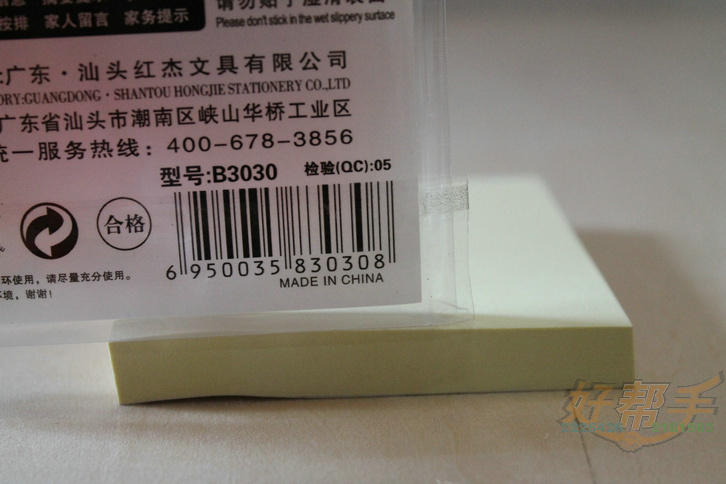 按排 家人留言 家务提示
Please don't stick in the wet slippery surface
:广东·汕头红杰文具有限公司
ORY:GUANGDONG·SHANTOU HONGJIE STATIONERY CO.,LTD
广东省汕头市潮南区峡山华桥工业区
统一服务热线：400-678-3856
型号:B3030 检验(QC):05
合格
6 950035 830308
环使用，请尽量充分使用。
MADE IN CHINA
环境，谢谢!
好帮手